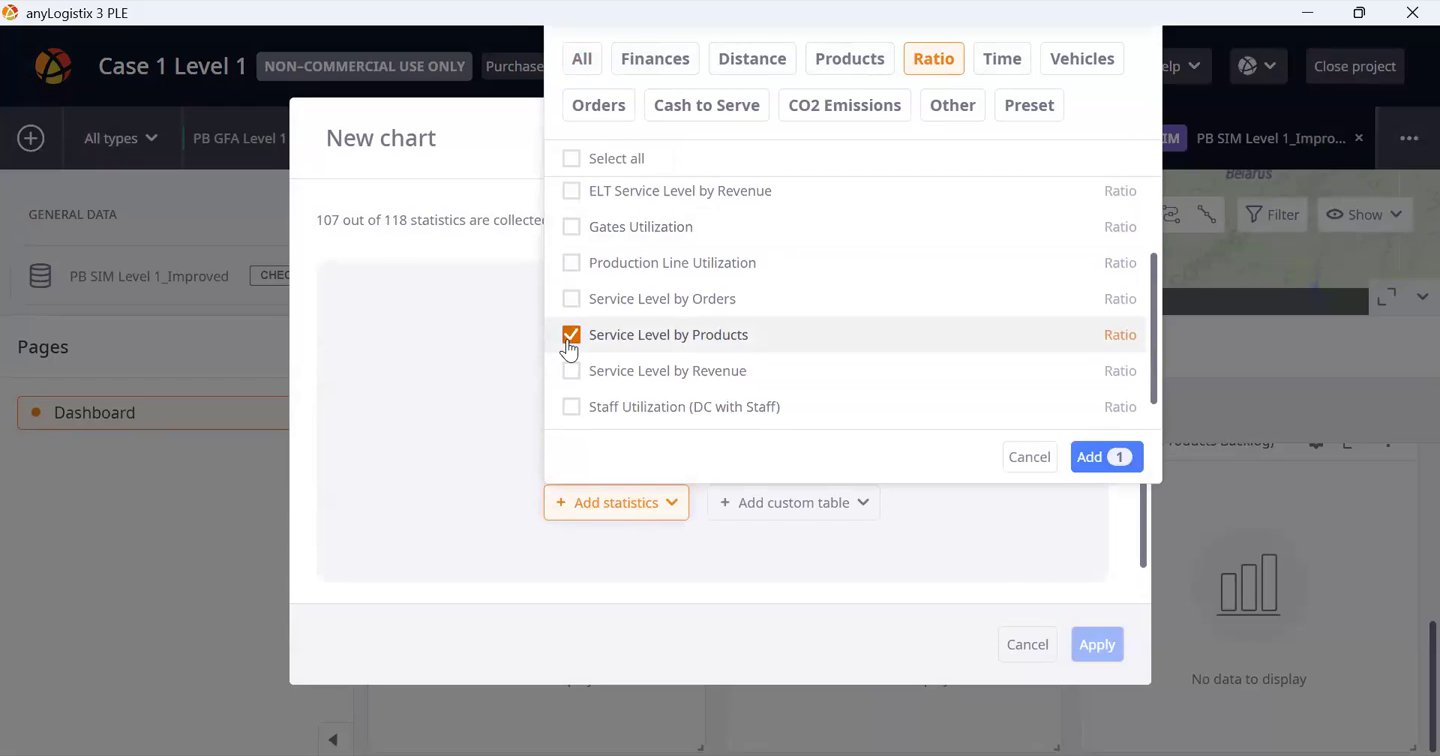 anyLogistix 3 PLE
All Finances Distance Products Ratio Time Vehicles
Case 1 Level 1 NON-COMMERCIAL USE ONLY Purchase elp Close project
Orders Cash to Serve CO2 Emissions Other Preset
All types PB GFA Level 1 New chart IM PB SIM Level 1_Impro...
Select all
Belarus
ELT Service Level by Revenue Ratio
GENERAL DATA 107 out of 118 statistics are collected Filter Show
Gates Utilization Ratio
Production Line Utilization Ratio
PB SIM Level 1_Improved CHEC
Service Level by Orders Ratio
Service Level by Products Ratio
Pages
Service Level by Revenue Ratio
Staff Utilization (DC with Staff) Ratio
Dashboard
Cancel Add 1
+ Add statistics + Add custom table
Cancel Apply
No data to display